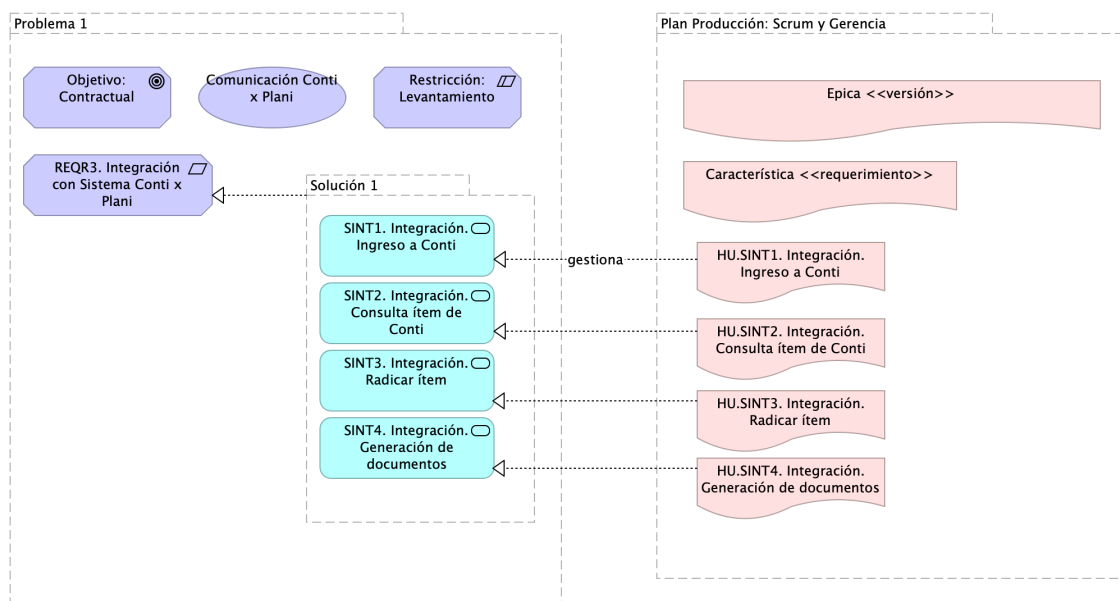 Problema 1
Objetivo:
Contractual
Comunicación Conti
x Plani
Restricción:
Levantamiento
REQR3. Integración
con Sistema Conti x
Plani
Solución 1
SINT1. Integración.
Ingreso a Conti
SINT2. Integración.
Consulta ítem de
Conti
SINT3. Integración.
Radicar ítem
SINT4. Integración.
Generación de
documentos
gestiona
Plan Producción: Scrum y Gerencia
Epica <<versión>>
Característica <<requerimiento>>
HU.SINT1. Integración.
Ingreso a Conti
HU.SINT2. Integración.
Consulta ítem de Conti
HU.SINT3. Integración.
Radicar ítem
HU.SINT4. Integración.
Generación de documentos